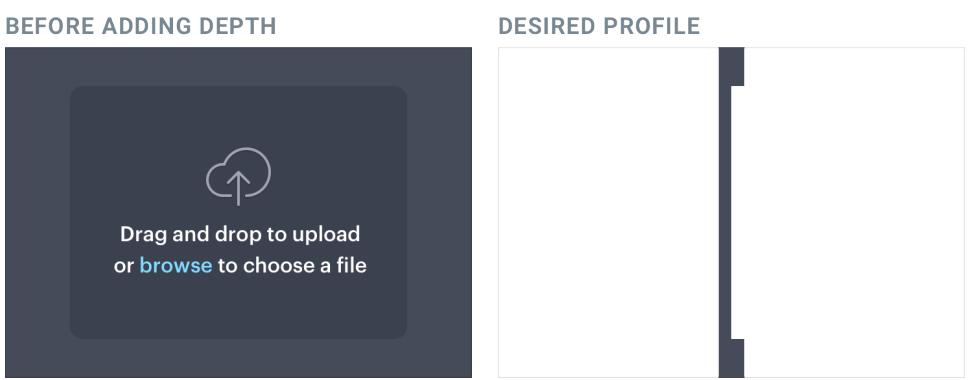 BEFORE ADDING DEPTH
DESIRED PROFILE
Drag and drop to upload
or browse to choose a file